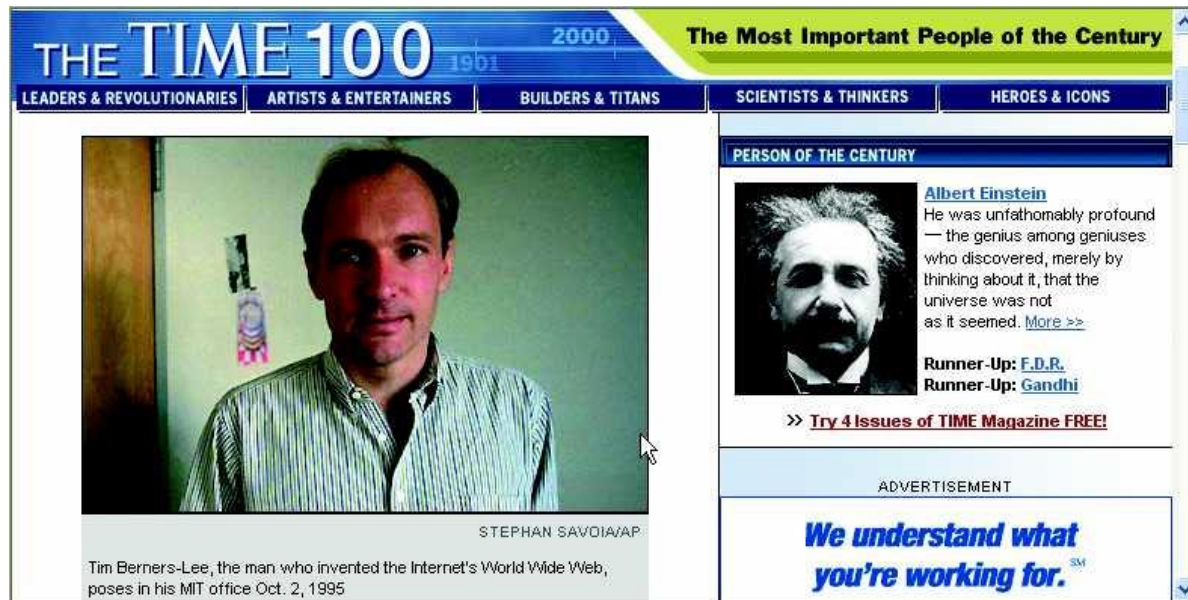 THE TIME 100
2000
1901
The Most Important People of the Century
LEADERS & REVOLUTIONARIES
ARTISTS & ENTERTAINERS
BUILDERS & TITANS
SCIENTISTS & THINKERS
HEROES & ICONS
STEPHAN SAVOIA/AP
Tim Berners-Lee, the man who invented the Internet's World Wide Web,
poses in his MIT office Oct. 2, 1995
PERSON OF THE CENTURY
Albert Einstein
He was unfathomably profound
— the genius among geniuses
who discovered, merely by
thinking about it, that the
universe was not
as it seemed. More >>
Runner-Up: F.D.R.
Runner-Up: Gandhi
>> Try 4 Issues of TIME Magazine FREE!
ADVERTISEMENT
We understand what
you're working for. SM